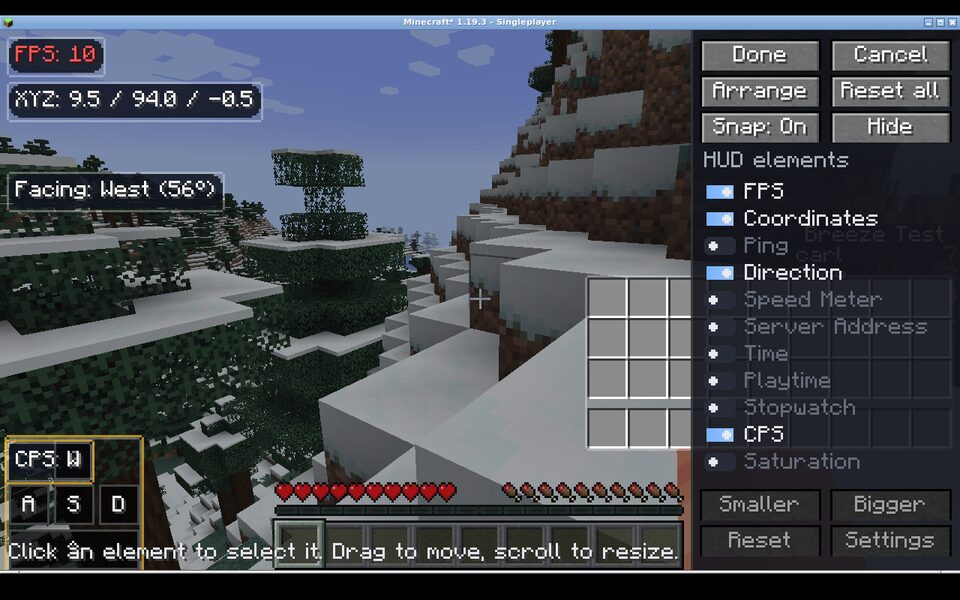 Minecraft* 1.19.3 - Singleplayer
FPS: 10
XYZ: 9.5 / 94.0 / -0.5
Facing: West (56°)
CPS W
A S D
Click an element to select it. Drag to move, scroll to resize.
Done Cancel
Arrange Reset all
Snap: On Hide
HUD elements
FPS
Coordinates
Ping
Direction
Speed Meter
Server Address
Time
Playtime
Stopwatch
CPS
Saturation
Smaller Bigger
Reset Settings